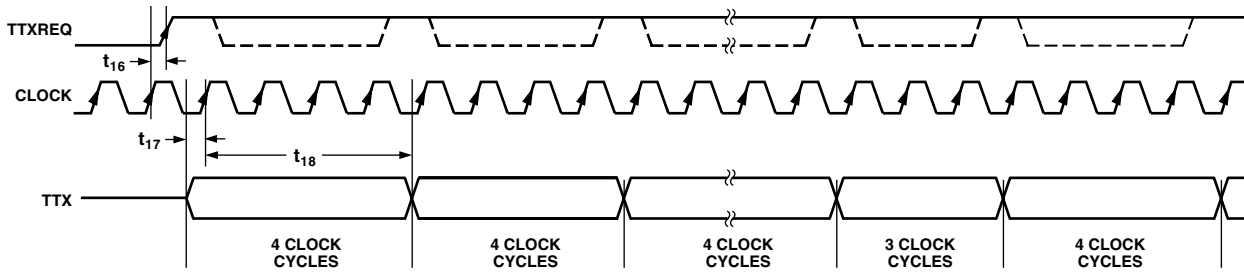 TTXREQ
t16
CLOCK
t17
t18
TTX
4 CLOCK
CYCLES
4 CLOCK
CYCLES
4 CLOCK
CYCLES
3 CLOCK
CYCLES
4 CLOCK
CYCLES